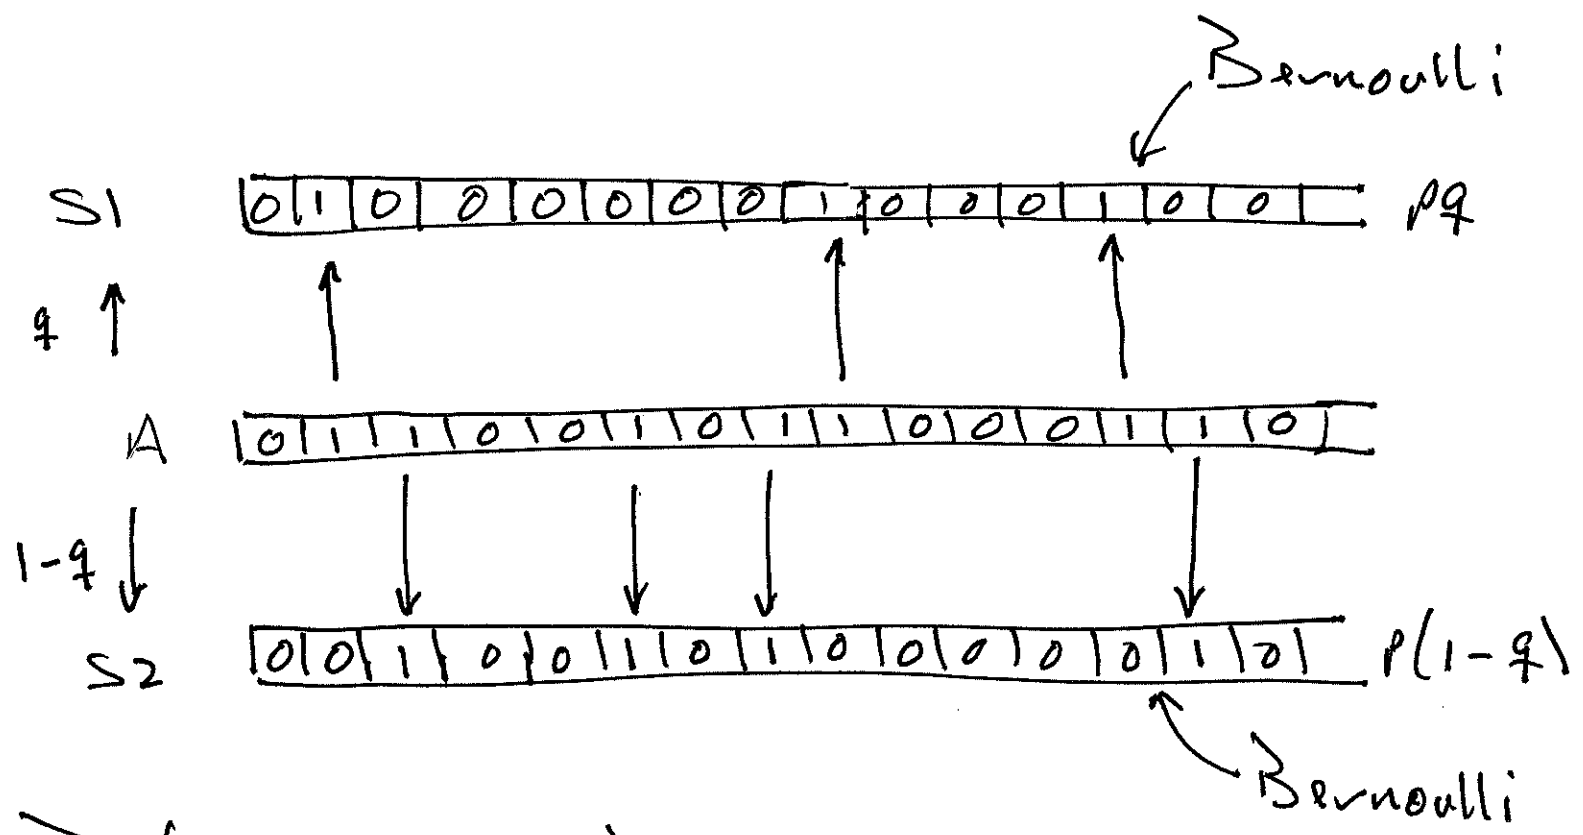 Bernoulli
S1 0 1 0 0 0 0 0 0 1 0 0 0 1 0 0 pq
q
A 0 1 1 0 0 1 0 1 1 0 0 0 1 1 0
1-q
S2 0 0 1 0 0 1 0 1 0 0 0 0 0 1 0 p(1-q)
Bernoulli